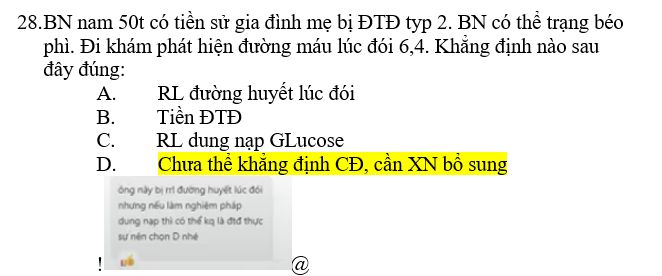 28.BN nam 50t có tiền sử gia đình mẹ bị ĐTĐ typ 2. BN có thể trạng béo
phì. Đi khám phát hiện đường máu lúc đói 6,4. Khẳng định nào sau
đây đúng:
A. RL đường huyết lúc đói
B. Tiền ĐTĐ
C. RL dung nạp GLucose
D. Chưa thể khẳng định CĐ, cần XN bổ sung
ông này bị rrl đường huyết lúc đói
nhưng nếu làm nghiêm pháp
dung nạp thì có thể kq là đtđ thực
sự nên chọn D nhé
! @